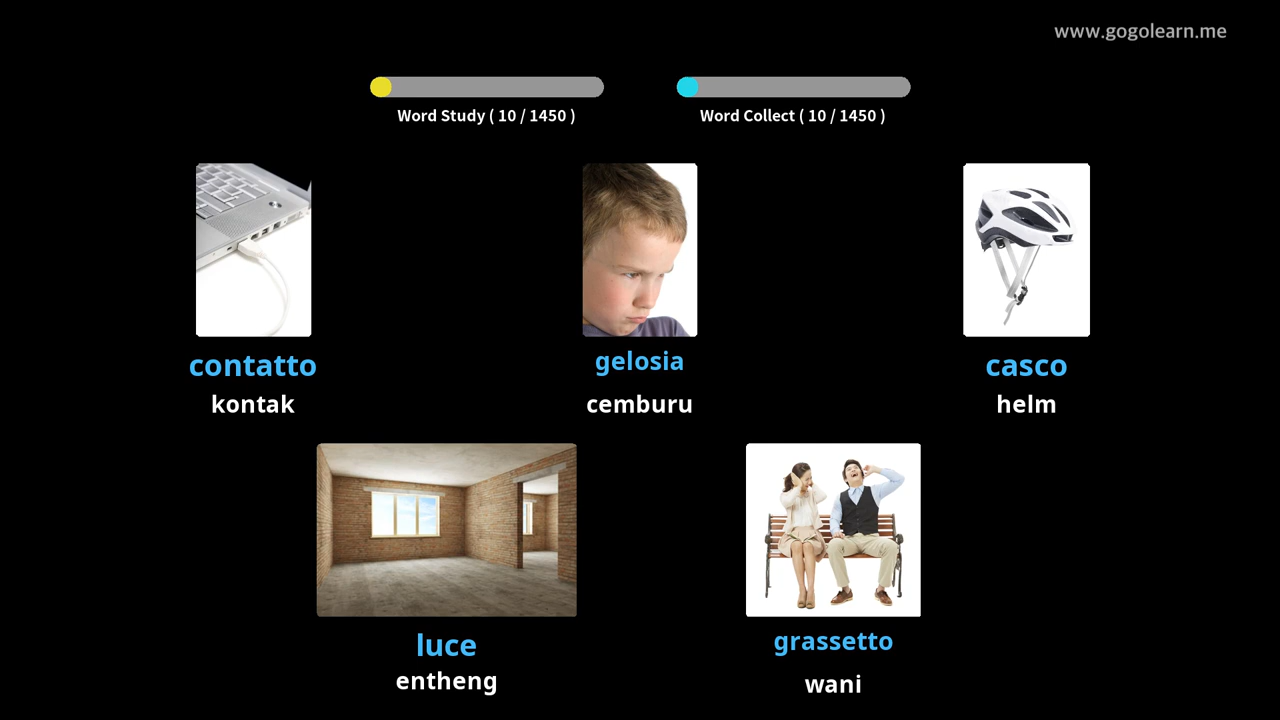 www.gogolearn.me
Word Study ( 10 / 1450 )
Word Collect ( 10 / 1450 )
contatto
kontak
gelosia
cemburu
casco
helm
luce
entheng
grassetto
wani